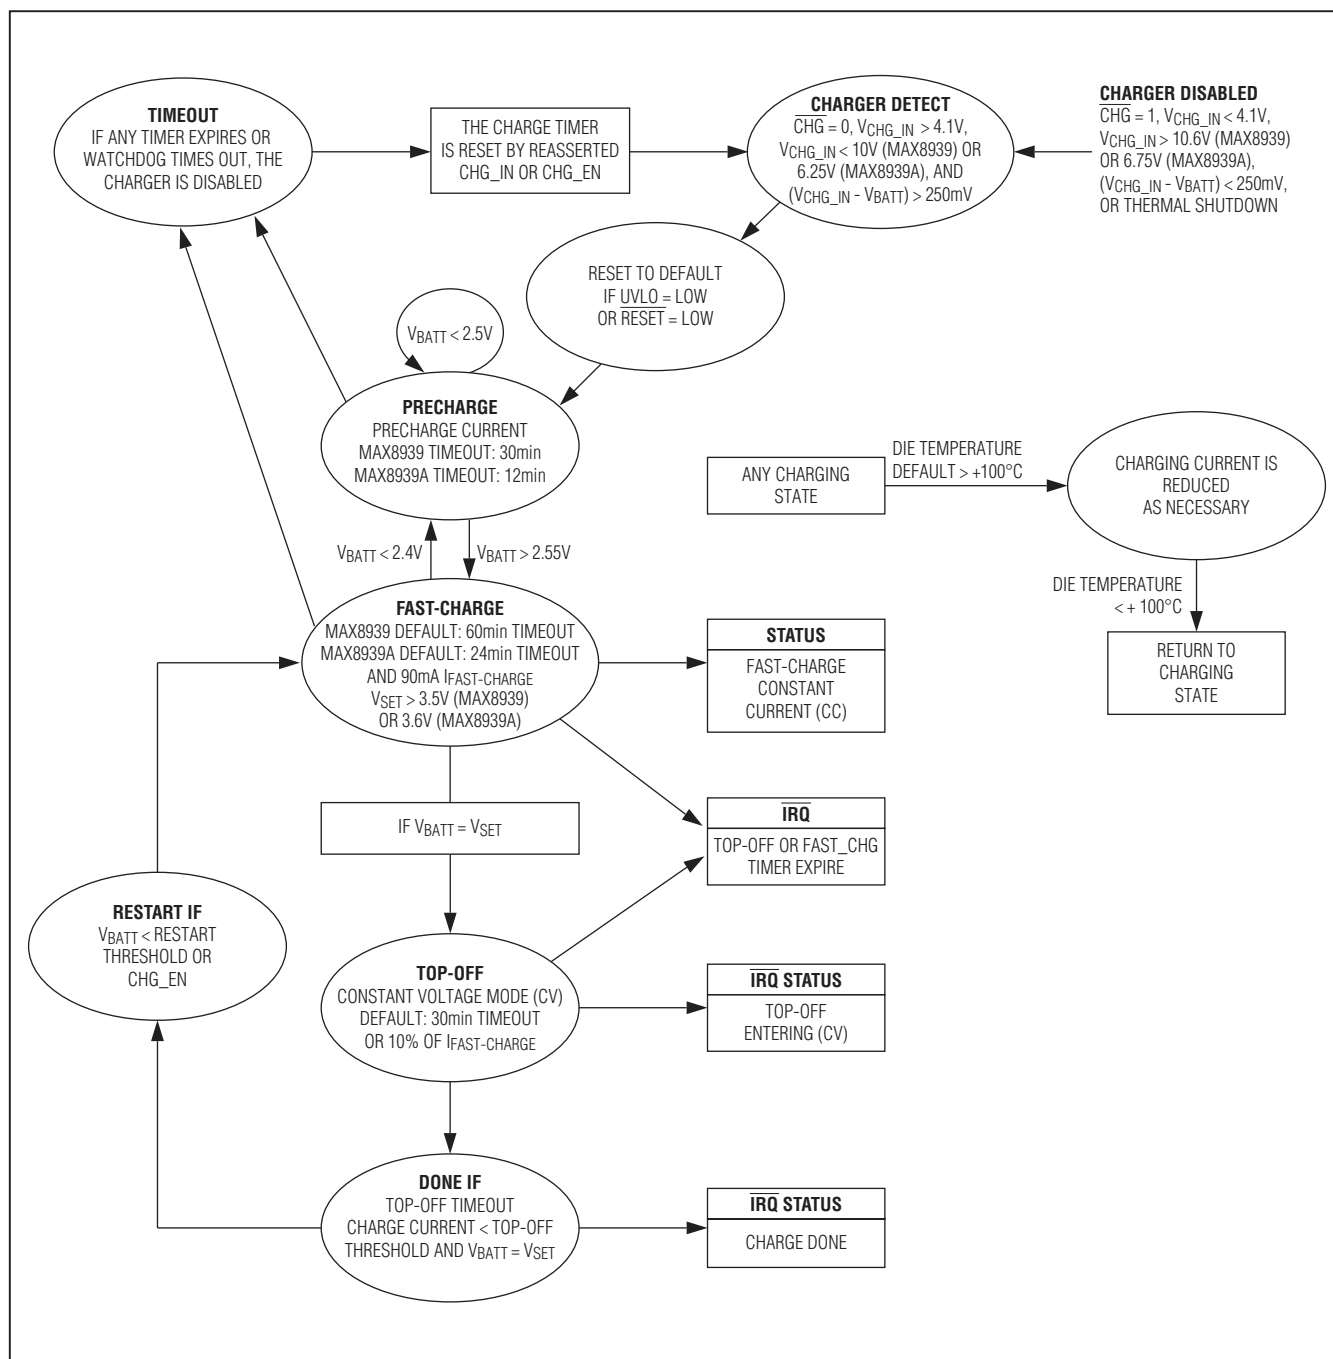 TIMEOUT
IF ANY TIMER EXPIRES OR
WATCHDOG TIMES OUT, THE
CHARGER IS DISABLED
THE CHARGE TIMER
IS RESET BY REASSERTED
CHG_IN OR CHG_EN
CHARGER DETECT
C̅H̅G̅ = 0, VCHG_IN > 4.1V,
VCHG_IN < 10V (MAX8939) OR
6.25V (MAX8939A), AND
(VCHG_IN - VBATT) > 250mV
CHARGER DISABLED
C̅H̅G̅ = 1, VCHG_IN < 4.1V,
VCHG_IN > 10.6V (MAX8939)
OR 6.75V (MAX8939A),
(VCHG_IN - VBATT) < 250mV,
OR THERMAL SHUTDOWN
RESET TO DEFAULT
IF UVLO = LOW
OR R̅E̅S̅E̅T̅ = LOW
VBATT < 2.5V
PRECHARGE
PRECHARGE CURRENT
MAX8939 TIMEOUT: 30min
MAX8939A TIMEOUT: 12min
ANY CHARGING
STATE
DIE TEMPERATURE
DEFAULT > +100°C
CHARGING CURRENT IS
REDUCED
AS NECESSARY
DIE TEMPERATURE
< + 100°C
RETURN TO
CHARGING
STATE
VBATT < 2.4V
VBATT > 2.55V
FAST-CHARGE
MAX8939 DEFAULT: 60min TIMEOUT
MAX8939A DEFAULT: 24min TIMEOUT
AND 90mA IFAST-CHARGE
VSET > 3.5V (MAX8939)
OR 3.6V (MAX8939A)
STATUS
FAST-CHARGE
CONSTANT
CURRENT (CC)
IF VBATT = VSET
I̅R̅Q̅
TOP-OFF OR FAST_CHG
TIMER EXPIRE
RESTART IF
VBATT < RESTART
THRESHOLD OR
CHG_EN
TOP-OFF
CONSTANT VOLTAGE MODE (CV)
DEFAULT: 30min TIMEOUT
OR 10% OF IFAST-CHARGE
I̅R̅Q̅ STATUS
TOP-OFF
ENTERING (CV)
DONE IF
TOP-OFF TIMEOUT
CHARGE CURRENT < TOP-OFF
THRESHOLD AND VBATT = VSET
I̅R̅Q̅ STATUS
CHARGE DONE